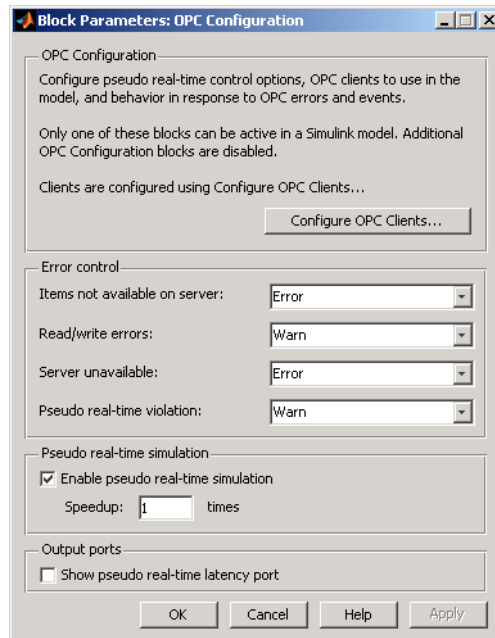 Block Parameters: OPC Configuration
OPC Configuration
Configure pseudo real-time control options, OPC clients to use in the
model, and behavior in response to OPC errors and events.
Only one of these blocks can be active in a Simulink model. Additional
OPC Configuration blocks are disabled.
Clients are configured using Configure OPC Clients...
Configure OPC Clients...
Error control
Items not available on server: Error
Read/write errors: Warn
Server unavailable: Error
Pseudo real-time violation: Warn
Pseudo real-time simulation
Enable pseudo real-time simulation
Speedup: 1 times
Output ports
Show pseudo real-time latency port
OK Cancel Help Apply